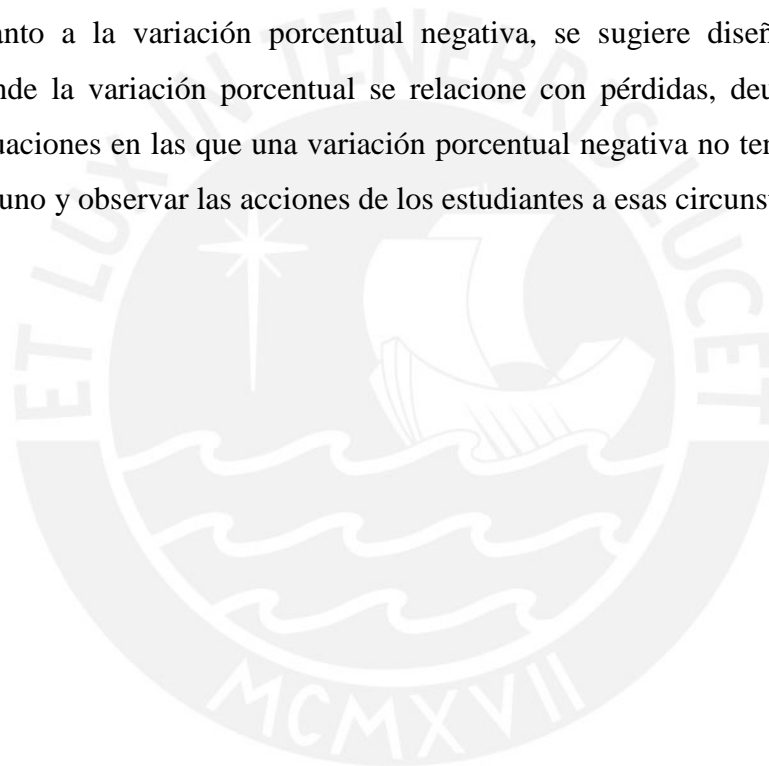 anto a la variación porcentual negativa, se sugiere diseñ
nde la variación porcentual se relacione con pérdidas, deu
uaciones en las que una variación porcentual negativa no ten
uno y observar las acciones de los estudiantes a esas circunst
ET LUX IN TENEBRIS LUCET
MCMXVII